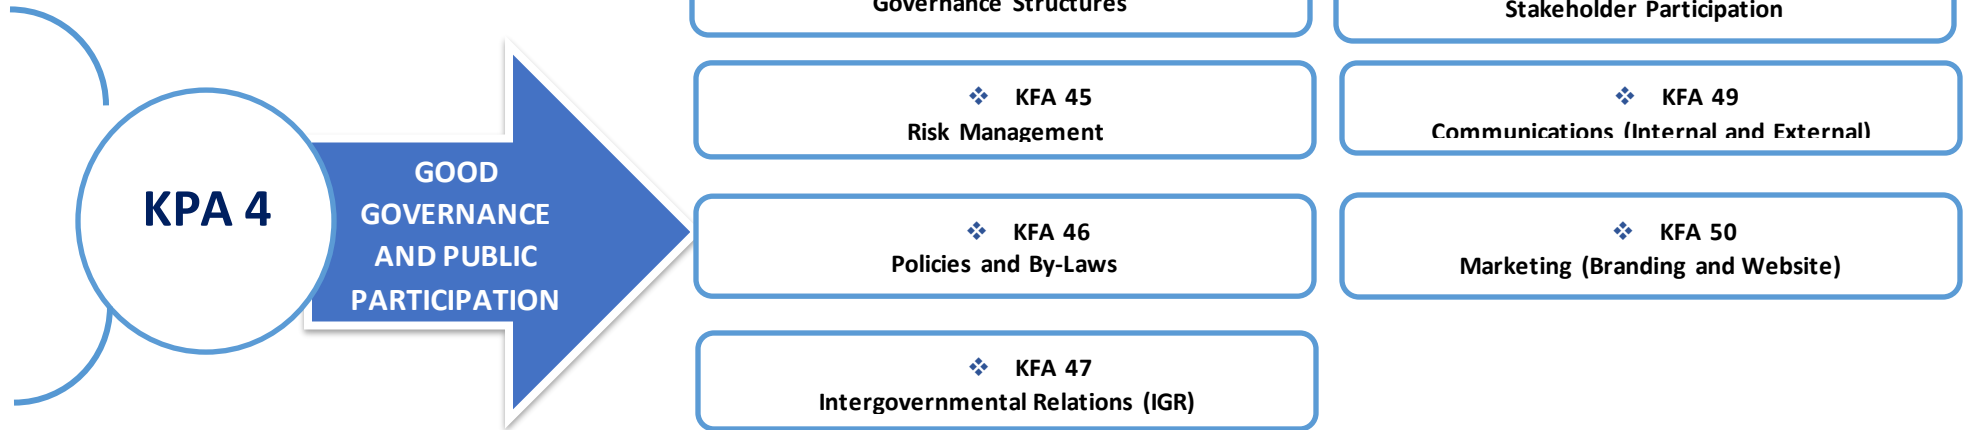 KPA 4
GOOD
GOVERNANCE
AND PUBLIC
PARTICIPATION
Governance Structures
❖ KFA 45
Risk Management
❖ KFA 46
Policies and By-Laws
❖ KFA 47
Intergovernmental Relations (IGR)
Stakeholder Participation
❖ KFA 49
Communications (Internal and External)
❖ KFA 50
Marketing (Branding and Website)